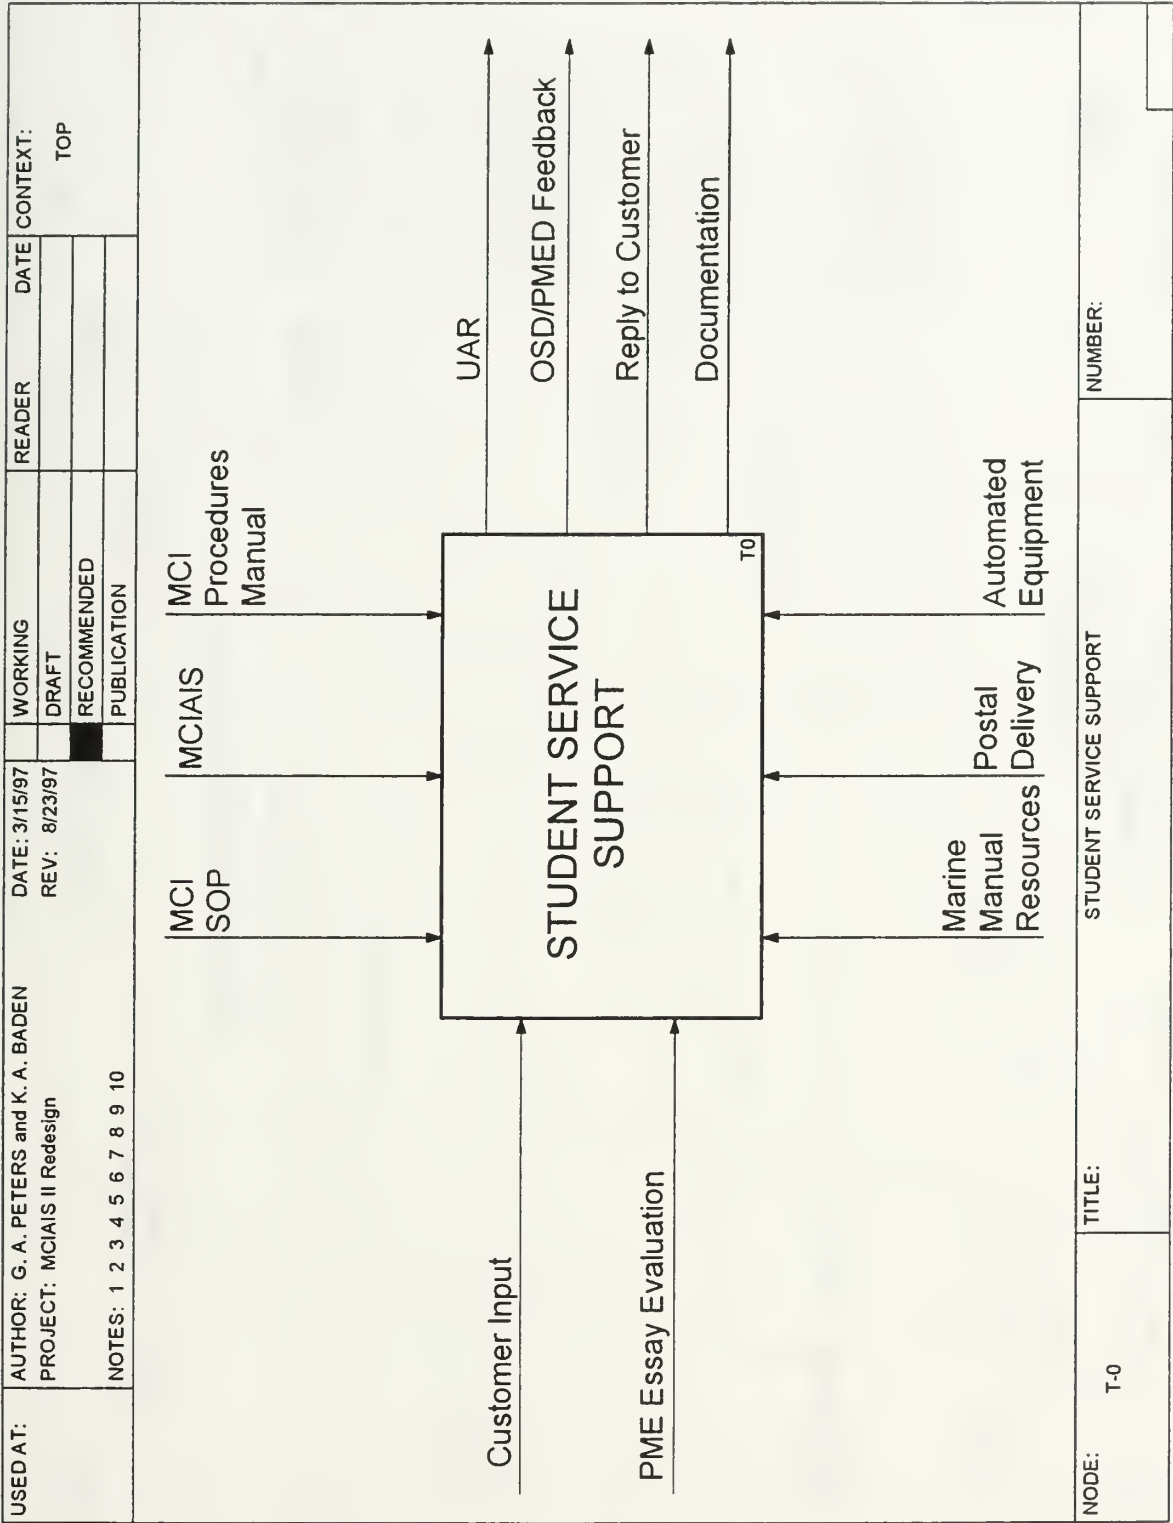 USED AT:
AUTHOR: G. A. PETERS and K. A. BADEN
PROJECT: MCIAIS II Redesign
NOTES: 1 2 3 4 5 6 7 8 9 10
DATE: 3/15/97
REV: 8/23/97
WORKING
DRAFT
RECOMMENDED
PUBLICATION
READER
DATE
CONTEXT:
TOP
MCI
SOP
MCIAIS
MCI
Procedures
Manual
Customer Input
PME Essay Evaluation
STUDENT SERVICE
SUPPORT
T0
UAR
OSD/PMED Feedback
Reply to Customer
Documentation
Marine
Manual
Resources
Postal
Delivery
Automated
Equipment
NODE:
T-0
TITLE:
STUDENT SERVICE SUPPORT
NUMBER: